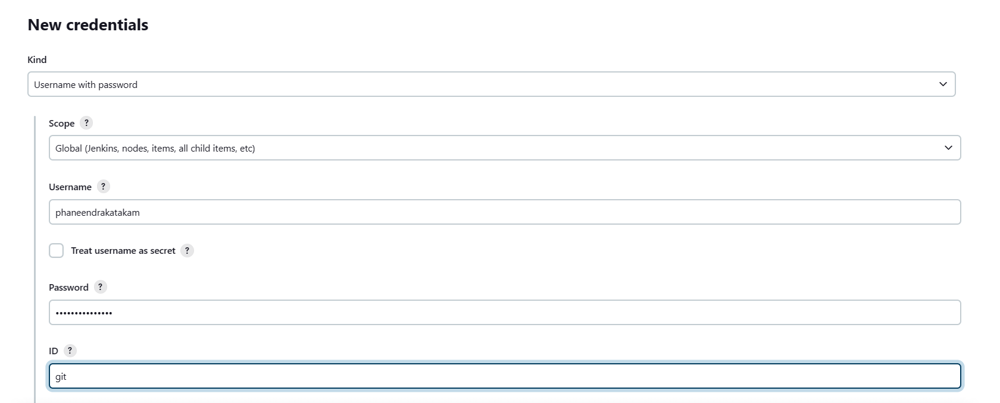 New credentials
Kind
Username with password
Scope ?
Global (Jenkins, nodes, items, all child items, etc)
Username ?
phaneendrakatakam
Treat username as secret ?
Password ?
•••••••••••••••
ID ?
git